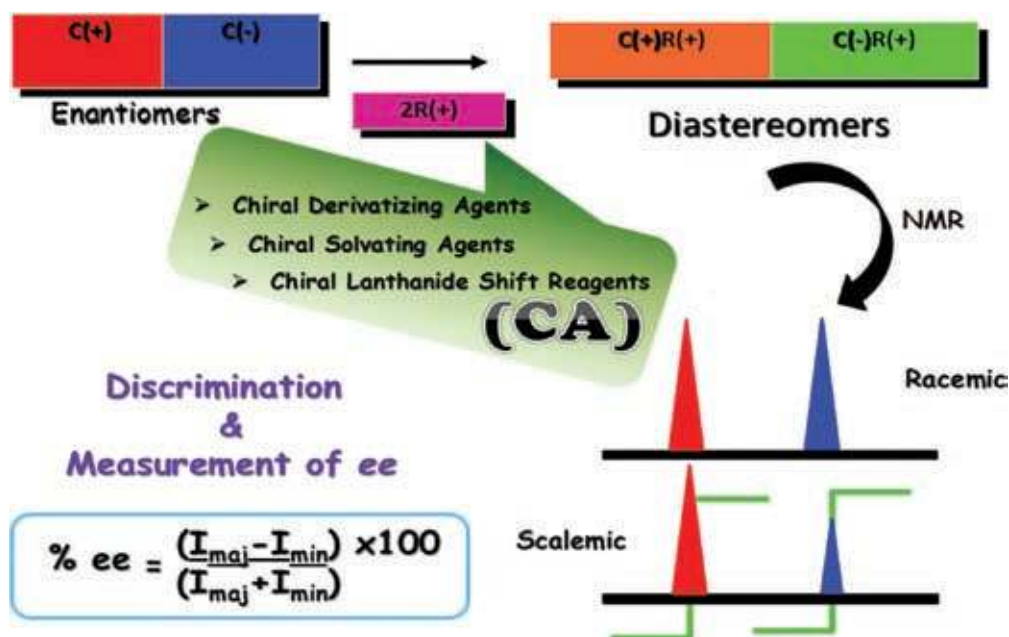 C(+)
C(-)
Enantiomers
2R(+)
C(+)R(+)
C(-)R(+)
Diastereomers
➢ Chiral Derivatizing Agents
➢ Chiral Solvating Agents
➢ Chiral Lanthanide Shift Reagents
(CA)
NMR
Racemic
Discrimination
&
Measurement of ee
% ee = (Imaj-Imin) x100
(Imaj+Imin)
Scalemic